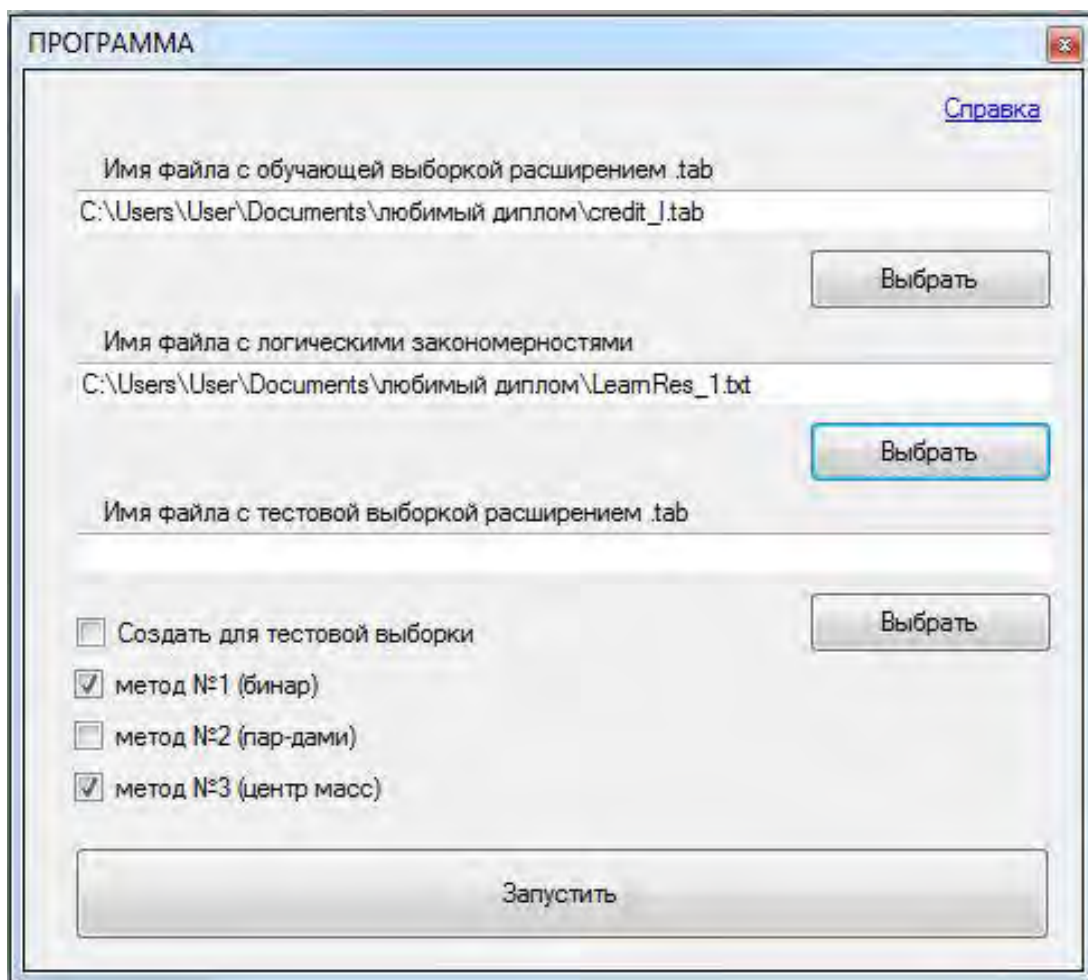 ПРОГРАММА
Справка
Имя файла с обучающей выборкой расширением .tab
C:\Users\User\Documents\любимый диплом\credit_l.tab
Выбрать
Имя файла с логическими закономерностями
C:\Users\User\Documents\любимый диплом\LearnRes_1.txt
Выбрать
Имя файла с тестовой выборкой расширением .tab
Выбрать
Создать для тестовой выборки
метод №1 (бинар)
метод №2 (пар-дами)
метод №3 (центр масс)
Запустить